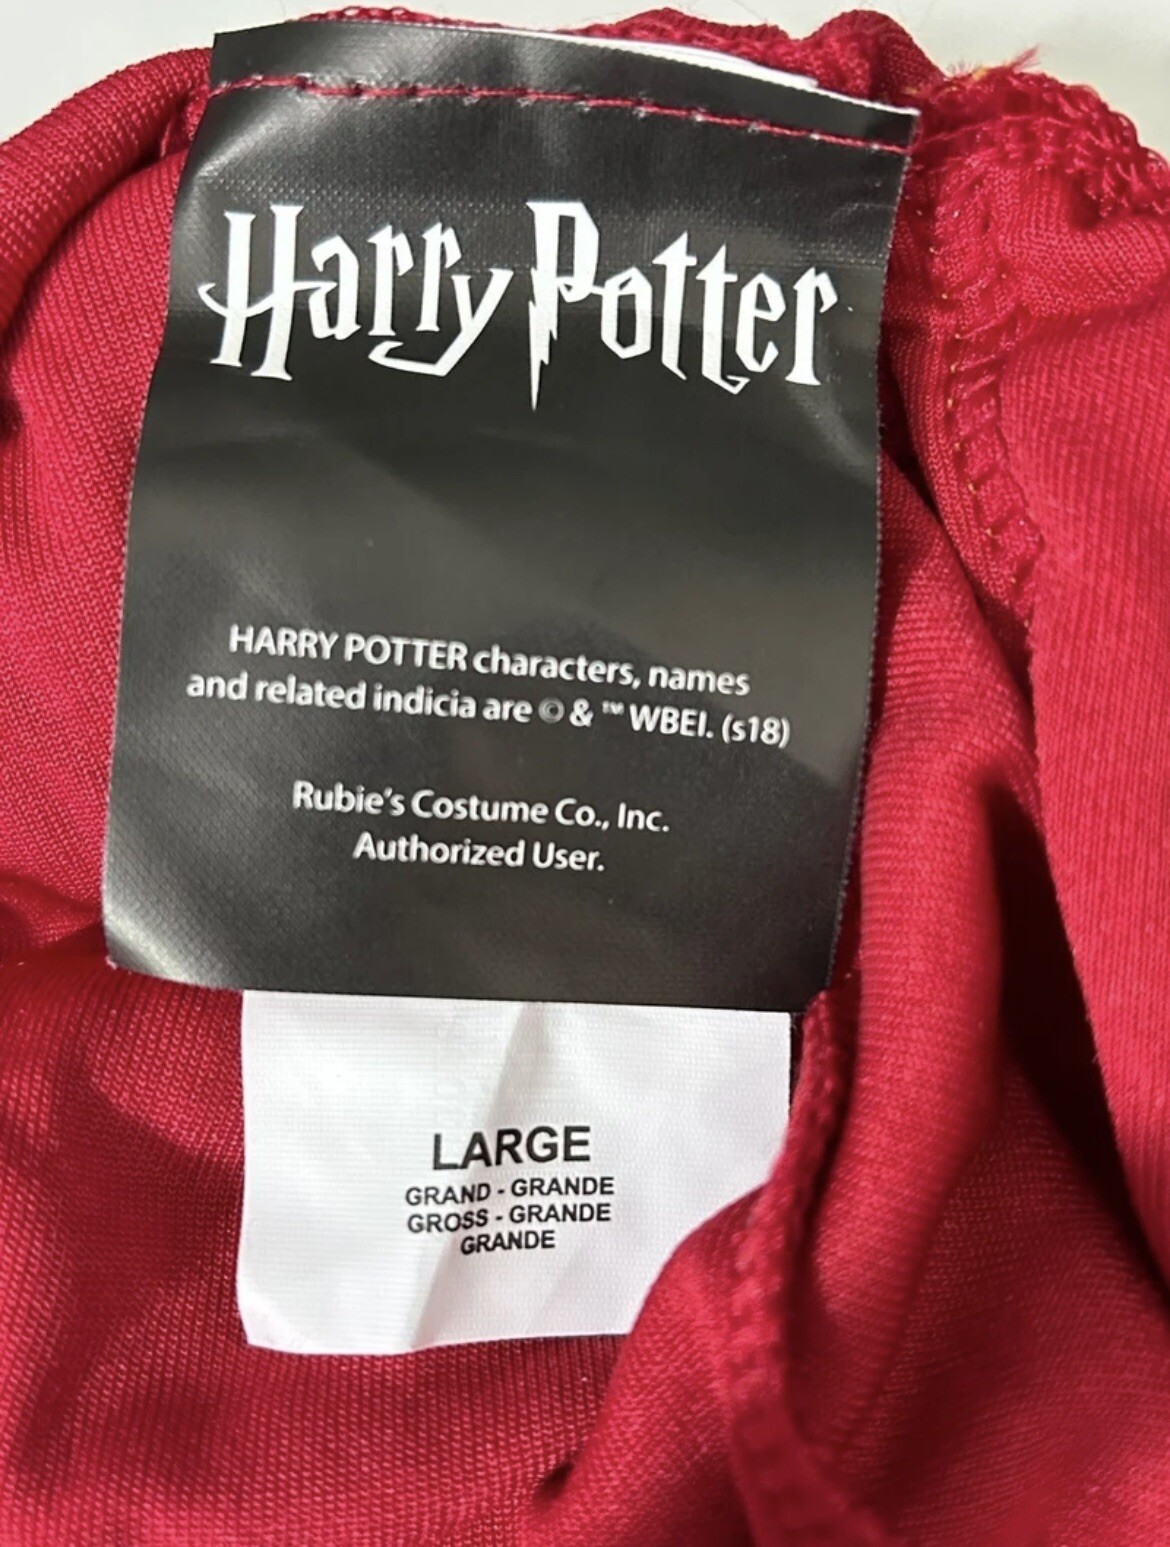 Harry Potter
HARRY POTTER characters, names
and related indicia are © & ™ WBEI. (s18)
Rubie's Costume Co., Inc.
Authorized User.
LARGE
GRAND - GRANDE
GROSS - GRANDE
GRANDE